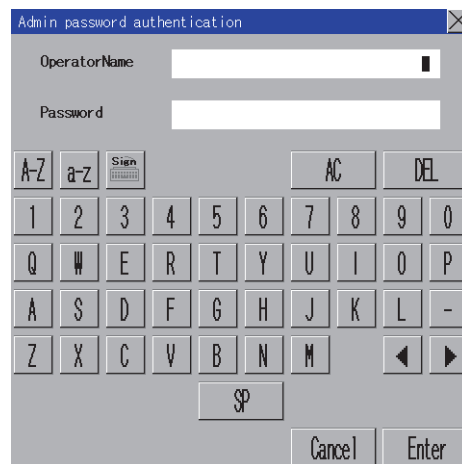 Admin password authentication
OperatorName
Password
A-Z a-z Sign AC DEL
1 2 3 4 5 6 7 8 9 0
Q W E R T Y U I O P
A S D F G H J K L -
Z X C V B N M ◀ ▶
SP
Cancel Enter